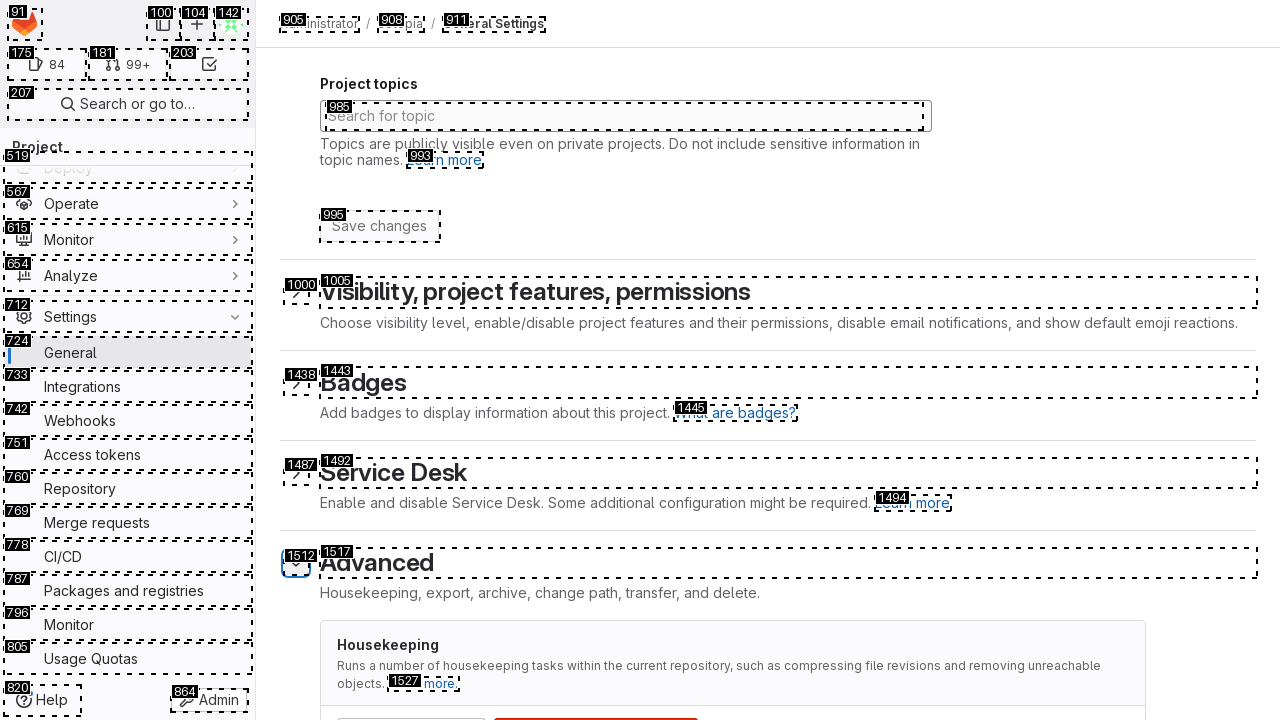 91
100
104
142
175
84
181
99+
203
207
Search or go to…
Project
519
Deploy
567
Operate
615
Monitor
654
Analyze
712
Settings
724
General
733
Integrations
742
Webhooks
751
Access tokens
760
Repository
769
Merge requests
778
CI/CD
787
Packages and registries
796
Monitor
805
Usage Quotas
820
Help
864
Admin
905
Administrator
/
908
/
911
General Settings
Project topics
985
Search for topic
Topics are publicly visible even on private projects. Do not include sensitive information in
topic names. 993 Learn more.
995
Save changes
1000
1005
Visibility, project features, permissions
Choose visibility level, enable/disable project features and their permissions, disable email notifications, and show default emoji reactions.
1438
1443
Badges
Add badges to display information about this project. 1445 What are badges?
1487
1492
Service Desk
Enable and disable Service Desk. Some additional configuration might be required. 1494 Learn more.
1512
1517
Advanced
Housekeeping, export, archive, change path, transfer, and delete.
Housekeeping
Runs a number of housekeeping tasks within the current repository, such as compressing file revisions and removing unreachable
objects. 1527 more.